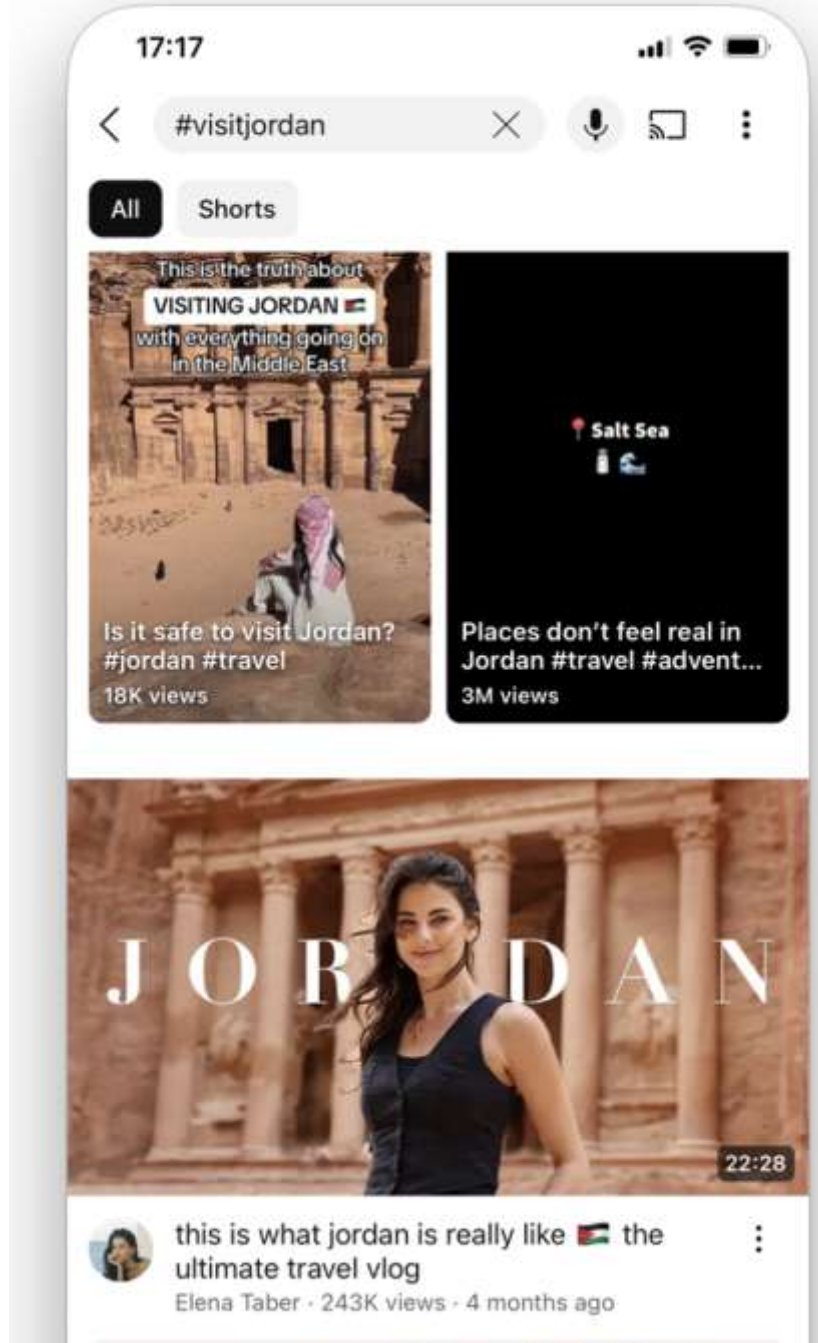 17:17
#visitjordan
All
Shorts
This is the truth about
VISITING JORDAN 🇯🇴
with everything going on
in the Middle East
Is it safe to visit Jordan?
#jordan #travel
18K views
📍Salt Sea
🧂🌊
Places don’t feel real in
Jordan #travel #advent...
3M views
JORDAN
22:28
this is what jordan is really like 🇯🇴 the
ultimate travel vlog
Elena Taber · 243K views · 4 months ago